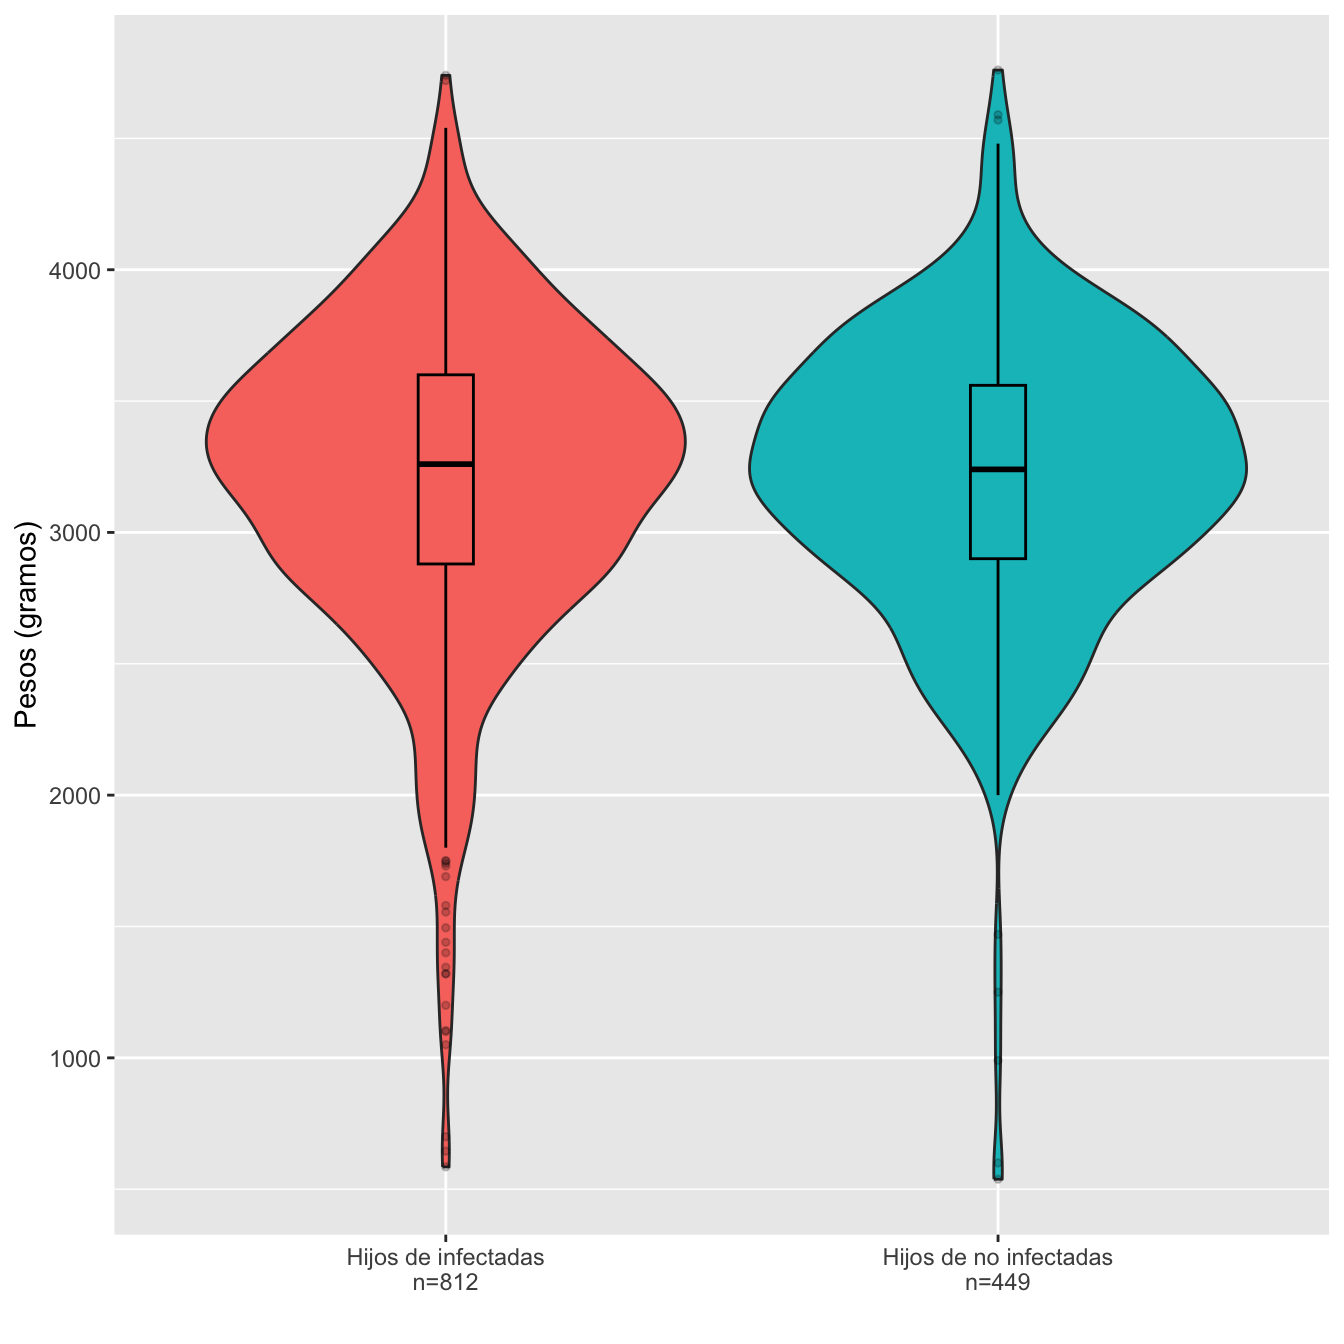 Pesos (gramos)
4000
3000
2000
1000
Hijos de infectadas
n=812
Hijos de no infectadas
n=449